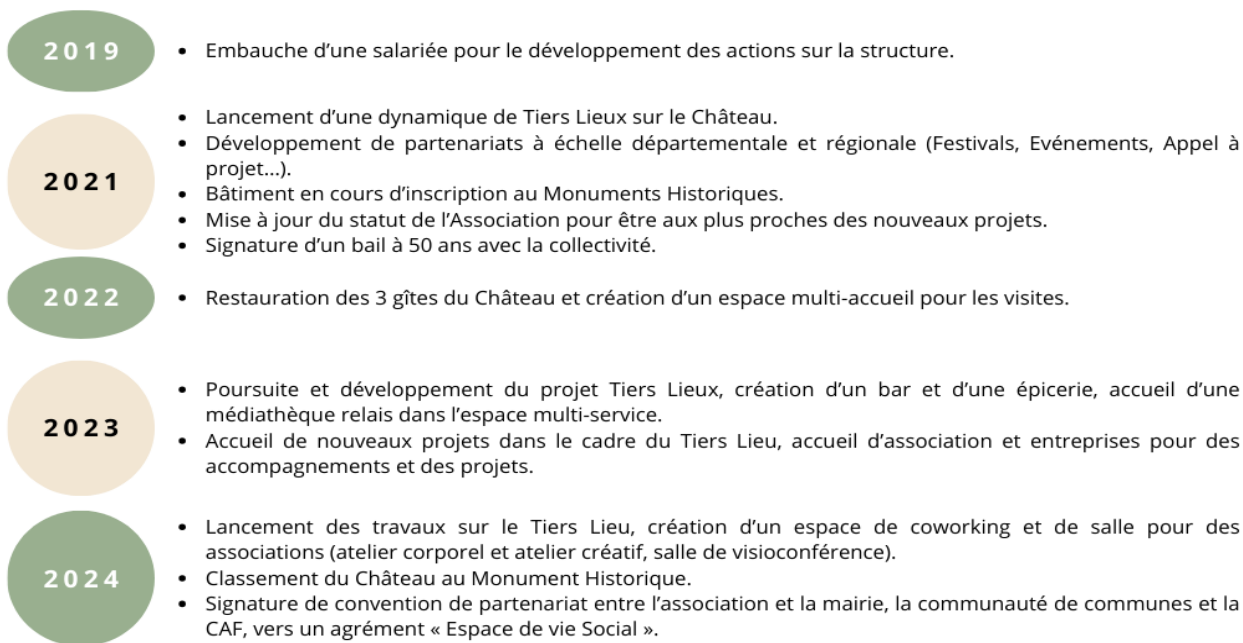 2019
• Embauche d'une salariée pour le développement des actions sur la structure.
2021
• Lancement d'une dynamique de Tiers Lieux sur le Château.
• Développement de partenariats à échelle départementale et régionale (Festivals, Evénements, Appel à
projet...).
• Bâtiment en cours d'inscription au Monuments Historiques.
• Mise à jour du statut de l'Association pour être aux plus proches des nouveaux projets.
• Signature d'un bail à 50 ans avec la collectivité.
2022
• Restauration des 3 gîtes du Château et création d'un espace multi-accueil pour les visites.
2023
• Poursuite et développement du projet Tiers Lieux, création d'un bar et d'une épicerie, accueil d'une
médiathèque relais dans l'espace multi-service.
• Accueil de nouveaux projets dans le cadre du Tiers Lieu, accueil d'association et entreprises pour des
accompagnements et des projets.
2024
• Lancement des travaux sur le Tiers Lieu, création d'un espace de coworking et de salle pour des
associations (atelier corporel et atelier créatif, salle de visioconférence).
• Classement du Château au Monument Historique.
• Signature de convention de partenariat entre l'association et la mairie, la communauté de communes et la
CAF, vers un agrément « Espace de vie Social ».